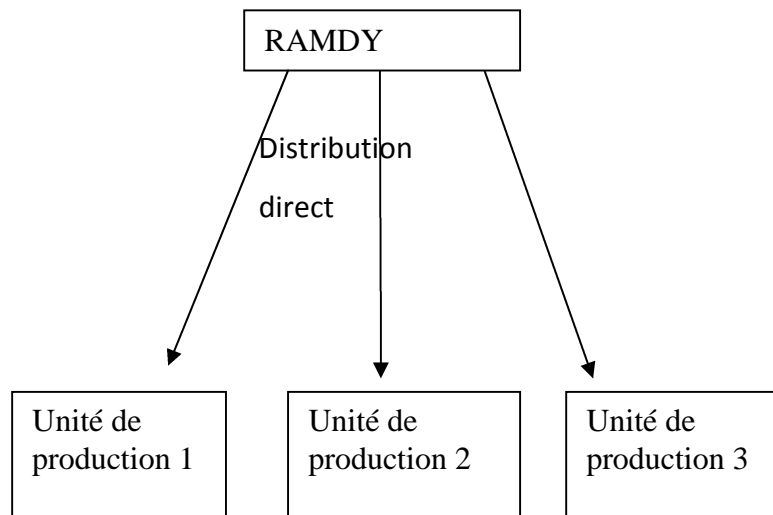 RAMDY
Distribution
direct
Unité de
production 1
Unité de
production 2
Unité de
production 3